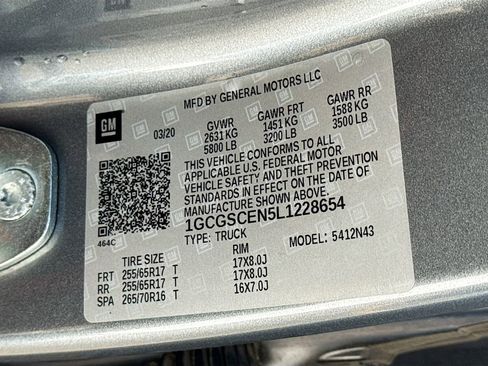 MFD BY GENERAL MOTORS LLC
GM
03/20
GVWR GAWR FRT GAWR RR
2631 KG 1451 KG 1588 KG
5800 LB 3200 LB 3500 LB
THIS VEHICLE CONFORMS TO ALL
APPLICABLE U.S. FEDERAL MOTOR
VEHICLE SAFETY AND THEFT PREVENTION
STANDARDS IN EFFECT ON THE DATE OF
MANUFACTURE SHOWN ABOVE.
1GCGSCEN5L1228654
464C
TYPE: TRUCK 5412N43
TIRE SIZE RIM
FRT 255/65R17 T 17X8.0J
RR 255/65R17 T 17X8.0J
SPA 265/70R16 T 16X7.0J